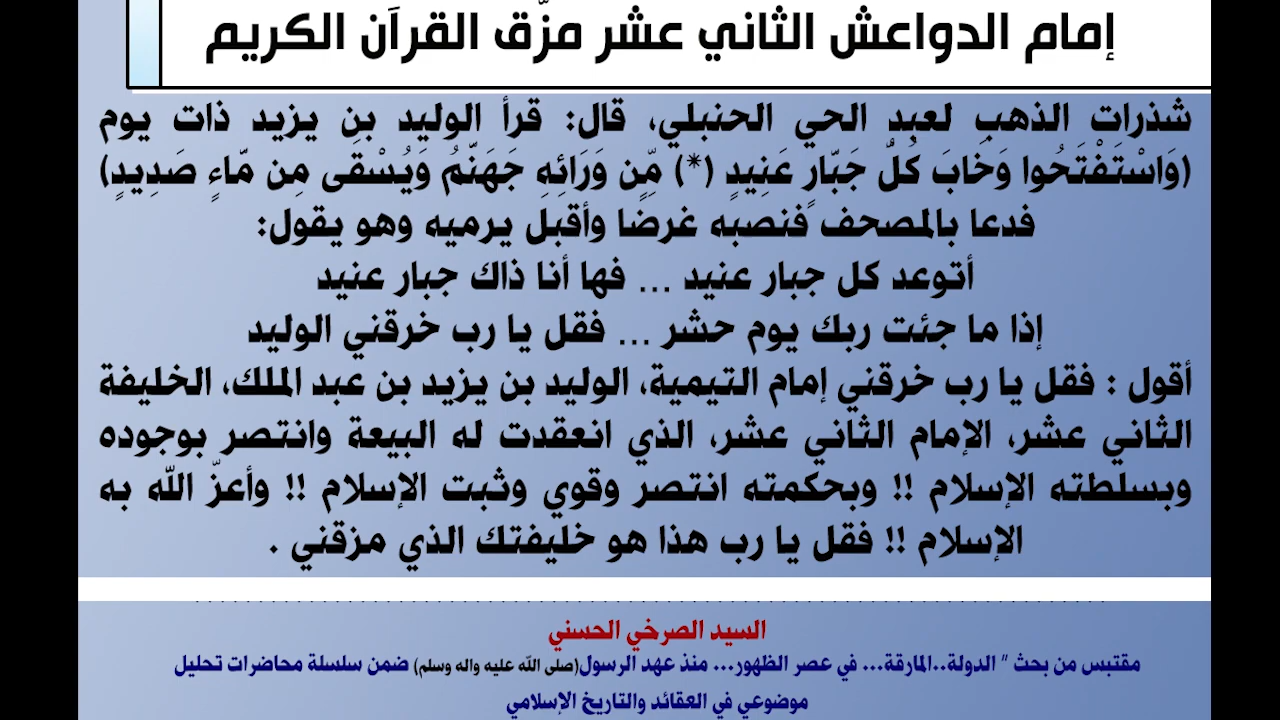 إمام الدواعش الثاني عشر مزّق القرآن الكريم
شذرات الذهب لعبد الحي الحنبلي، قال: قرأ الوليد بن يزيد ذات يوم
(وَاسْتَفْتَحُوا وَخَابَ كُلُّ جَبَّارٍ عَنِيدٍ (*) مِّن وَرَائِهِ جَهَنَّمُ وَيُسْقَى مِن مَّاءٍ صَدِيدٍ)
فدعا بالمصحف فنصبه غرضًا وأقبل يرميه وهو يقول:
أتوعد كل جبار عنيد ... فها أنا ذاك جبار عنيد
إذا ما جئت ربك يوم حشر ... فقل يا رب خرقني الوليد
أقول : فقل يا رب خرقني إمام التيمية، الوليد بن يزيد بن عبد الملك، الخليفة
الثاني عشر، الإمام الثاني عشر، الذي انعقدت له البيعة وانتصر بوجوده
وبسلطته الإسلام !! وبحكمته انتصر وقوي وثبت الإسلام !! وأعزّ الله به
الإسلام !! فقل يا رب هذا هو خليفتك الذي مزقني .
السيد الصرخي الحسني
مقتبس من بحث " الدولة..المارقة... في عصر الظهور... منذ عهد الرسول(صلى الله عليه واله وسلم) ضمن سلسلة محاضرات تحليل
موضوعي في العقائد والتاريخ الإسلامي